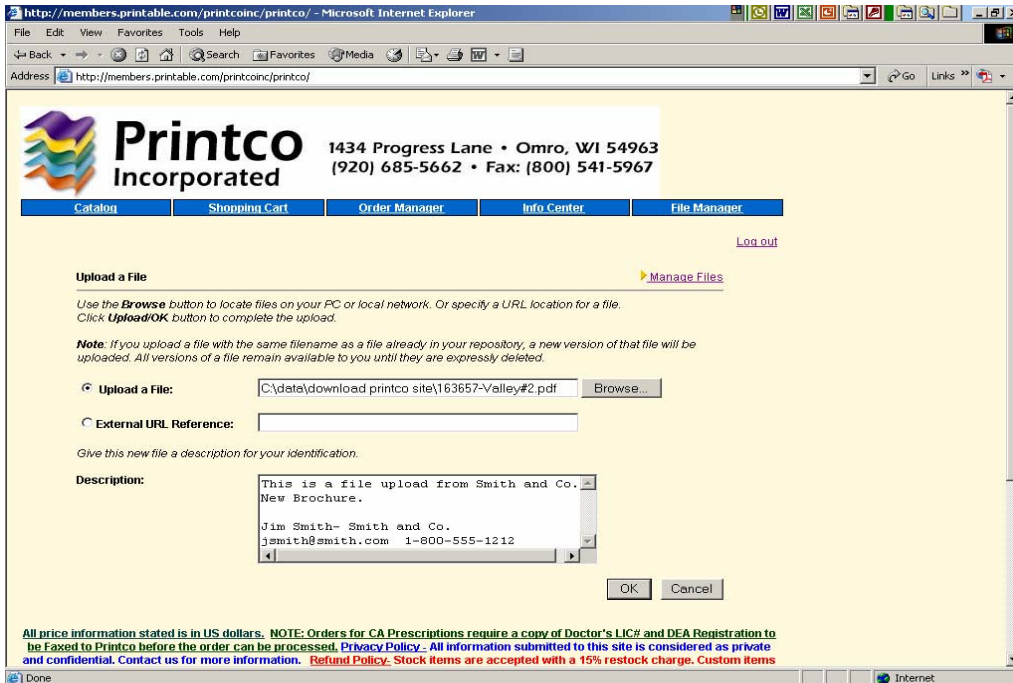 http://members.printable.com/printcoinc/printco/ - Microsoft Internet Explorer
File Edit View Favorites Tools Help
Back Search Favorites Media
Address http://members.printable.com/printcoinc/printco/ Go Links »
Printco
Incorporated
1434 Progress Lane • Omro, WI 54963
(920) 685-5662 • Fax: (800) 541-5967
Catalog Shopping Cart Order Manager Info Center File Manager
Log out
Upload a File Manage Files
Use the Browse button to locate files on your PC or local network. Or specify a URL location for a file.
Click Upload/OK button to complete the upload.
Note: If you upload a file with the same filename as a file already in your repository, a new version of that file will be
uploaded. All versions of a file remain available to you until they are expressly deleted.
Upload a File: C:\data\download printco site\163657-Valley#2.pdf Browse...
External URL Reference:
Give this new file a description for your identification.
Description:
This is a file upload from Smith and Co.
New Brochure.
Jim Smith- Smith and Co.
jsmith@smith.com 1-800-555-1212
OK Cancel
All price information stated is in US dollars. NOTE: Orders for CA Prescriptions require a copy of Doctor's LIC# and DEA Registration to
be Faxed to Printco before the order can be processed. Privacy Policy - All information submitted to this site is considered as private
and confidential. Contact us for more information. Refund Policy- Stock items are accepted with a 15% restock charge. Custom items
Done Internet